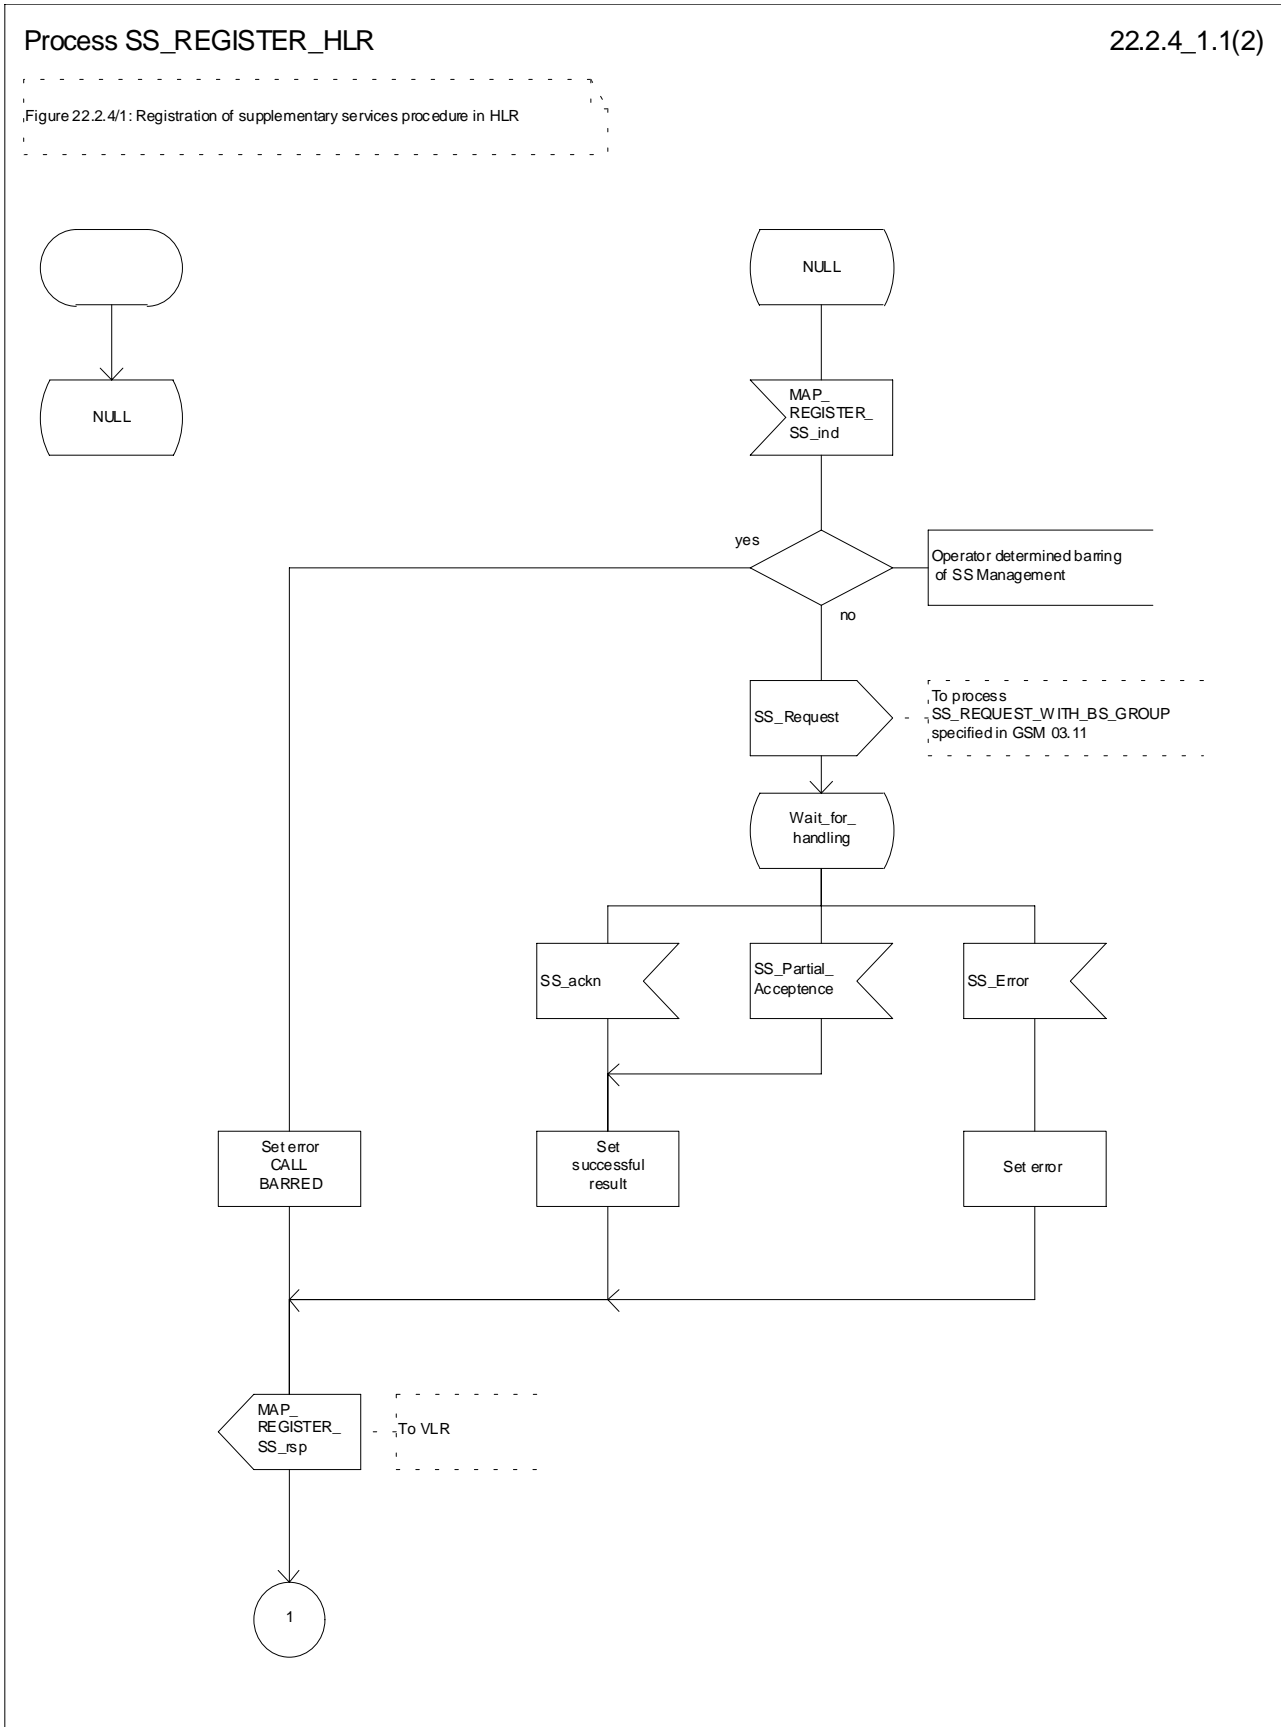 Process SS_REGISTER_HLR
22.2.4_1.1(2)
Figure 22.2.4/1: Registration of supplementary services procedure in HLR
NULL
NULL
MAP_
REGISTER_
SS_ind
yes
Operator determined barring
of SS Management
no
SS_Request
To process
SS_REQUEST_WITH_BS_GROUP
specified in GSM 03.11
Wait_for_
handling
SS_ackn
SS_Partial_
Acceptence
SS_Error
Set error
CALL
BARRED
Set
successful
result
Set error
MAP_
REGISTER_
SS_rsp
To VLR
1